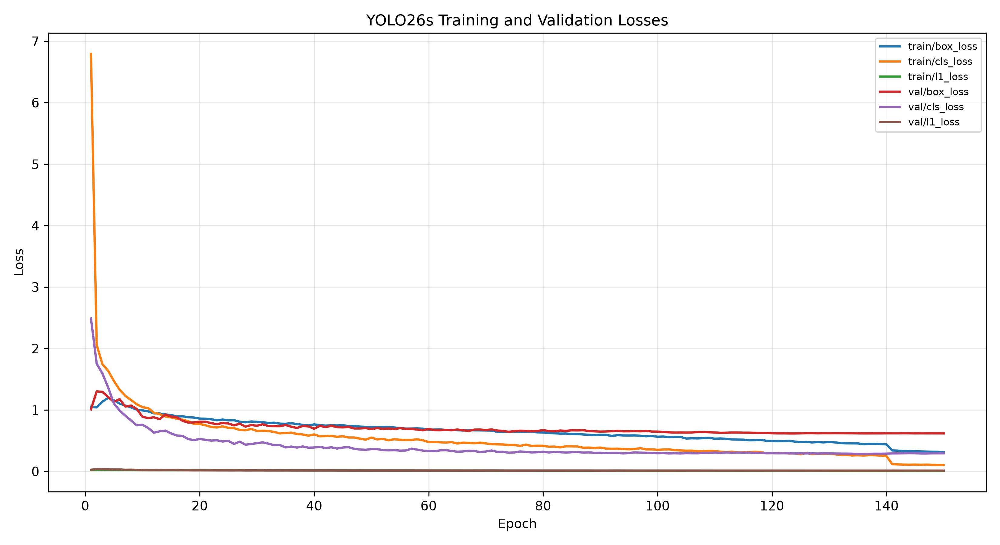 YOLO26s Training and Validation Losses
7
6
5
4
3
2
1
0
Loss
train/box_loss
train/cls_loss
train/l1_loss
val/box_loss
val/cls_loss
val/l1_loss
0 20 40 60 80 100 120 140
Epoch